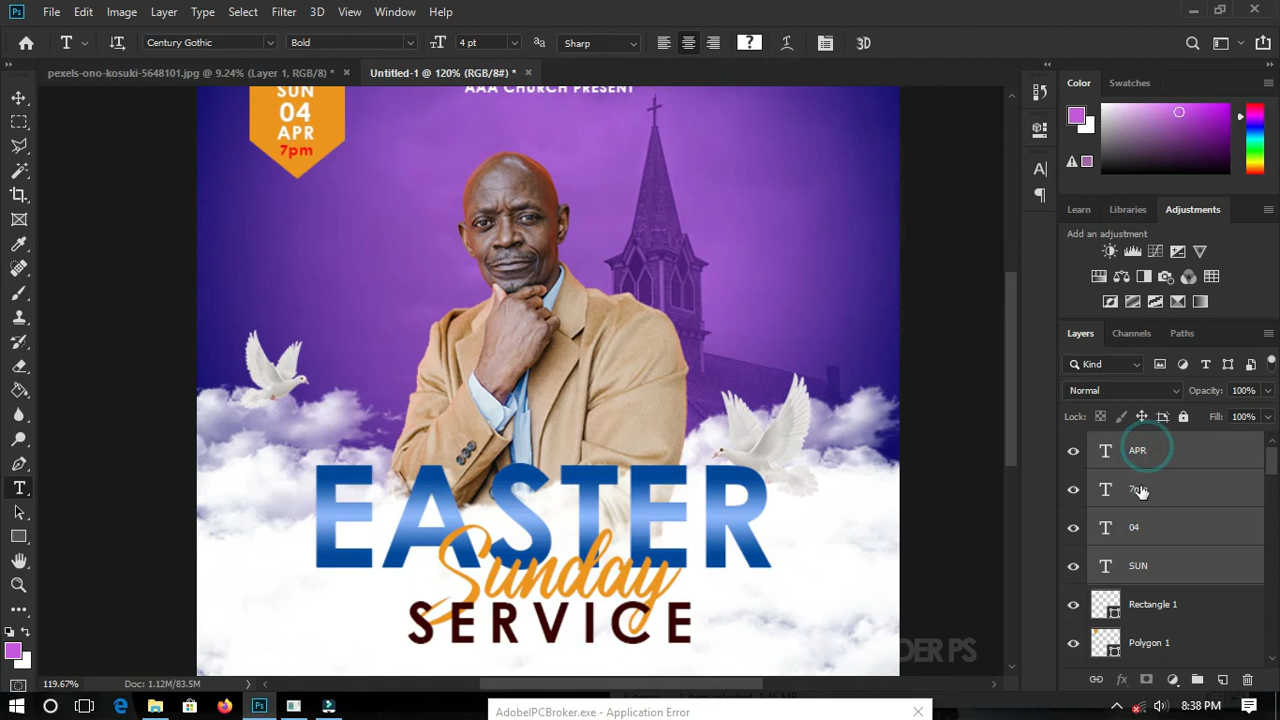 File Edit Image Layer Type Select Filter 3D View Window Help
T Century Gothic Bold 4 pt Sharp 3D
pexels-ono-kosuki-5648101.jpg @ 9.24% (Layer 1, RGB/8) * Untitled-1 @ 120% (RGB/8#) *
Color Swatches
AAA CHURCH PRESENT
SUN
04
APR
7pm
Learn Libraries Adjustments
Add an adjustment
Layers Channels Paths
Kind
Normal Opacity: 100%
Lock: Fill: 100%
APR
04
SUN
Rectangle 1
Polygon 1
EASTER
Sunday
SERVICE
DER PS
119.67% Doc: 1.12M/83.5M
AdobeIPCBroker.exe - Application Error
8:38 PM